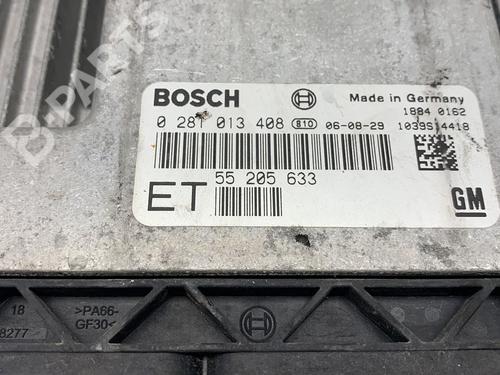 B-PARTS
BOSCH
Made in Germany
1884 0162
0 281 013 408 810 06-08-29 1039S14418
ET 55 205 633
GM
18
>PA66-
GF30<
8277